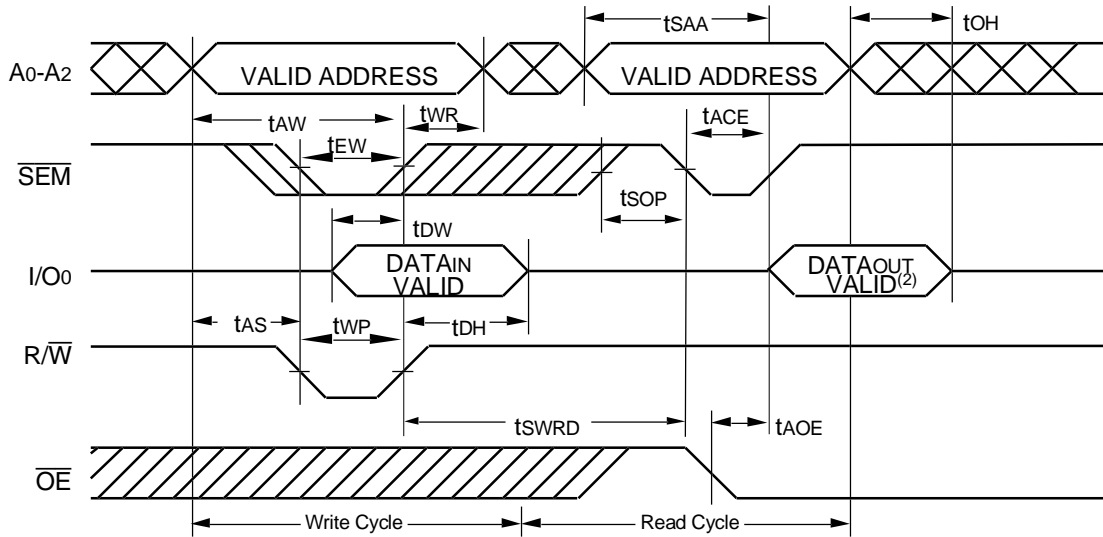 tSAA
tOH
A0-A2
VALID ADDRESS
VALID ADDRESS
tAW
tWR
tACE
tEW
SEM
tSOP
tDW
I/O0
DATAIN
VALID
DATAOUT
VALID(2)
tAS
tWP
tDH
R/W
tSWRD
tAOE
OE
Write Cycle
Read Cycle